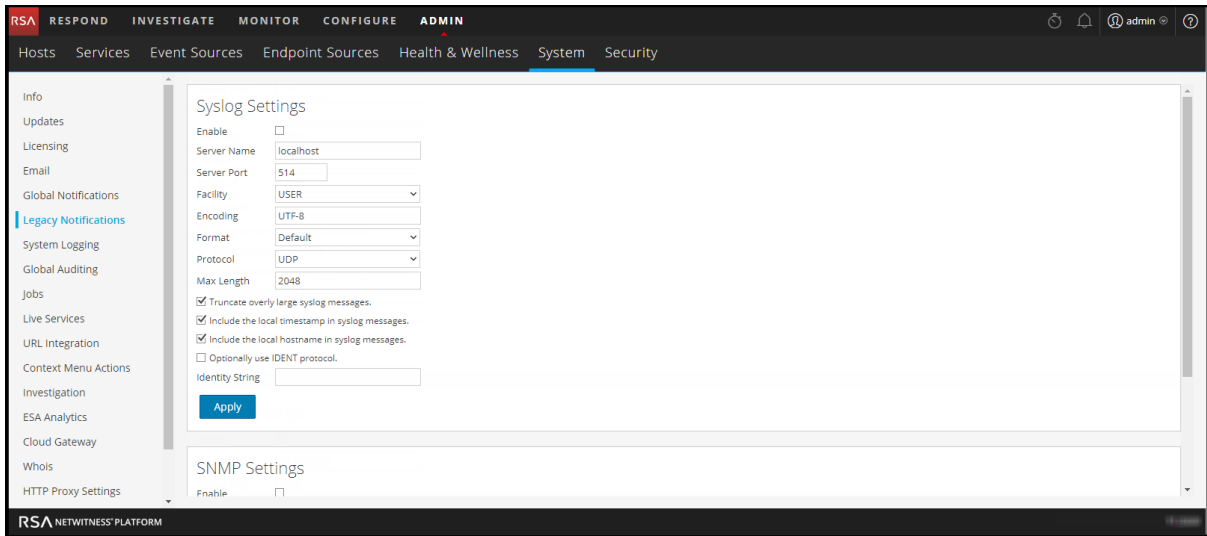 RSA RESPOND INVESTIGATE MONITOR CONFIGURE ADMIN admin ?
Hosts Services Event Sources Endpoint Sources Health & Wellness System Security
Info
Updates
Licensing
Email
Global Notifications
Legacy Notifications
System Logging
Global Auditing
Jobs
Live Services
URL Integration
Context Menu Actions
Investigation
ESA Analytics
Cloud Gateway
Whois
HTTP Proxy Settings
Syslog Settings
Enable
Server Name localhost
Server Port 514
Facility USER
Encoding UTF-8
Format Default
Protocol UDP
Max Length 2048
Truncate overly large syslog messages.
Include the local timestamp in syslog messages.
Include the local hostname in syslog messages.
Optionally use IDENT protocol.
Identity String
Apply
SNMP Settings
Enable
RSA NETWITNESS® PLATFORM